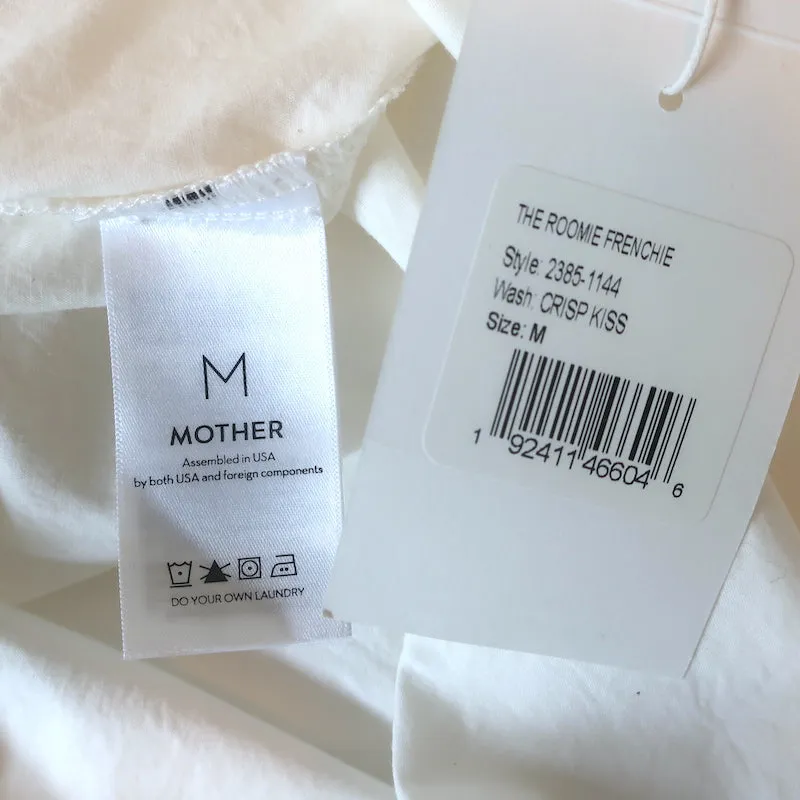 M
MOTHER
Assembled in USA
by both USA and foreign components
DO YOUR OWN LAUNDRY
THE ROOMIE FRENCHIE
Style: 2385-1144
Wash: CRISP KISS
Size: M
1 92411 46604 6